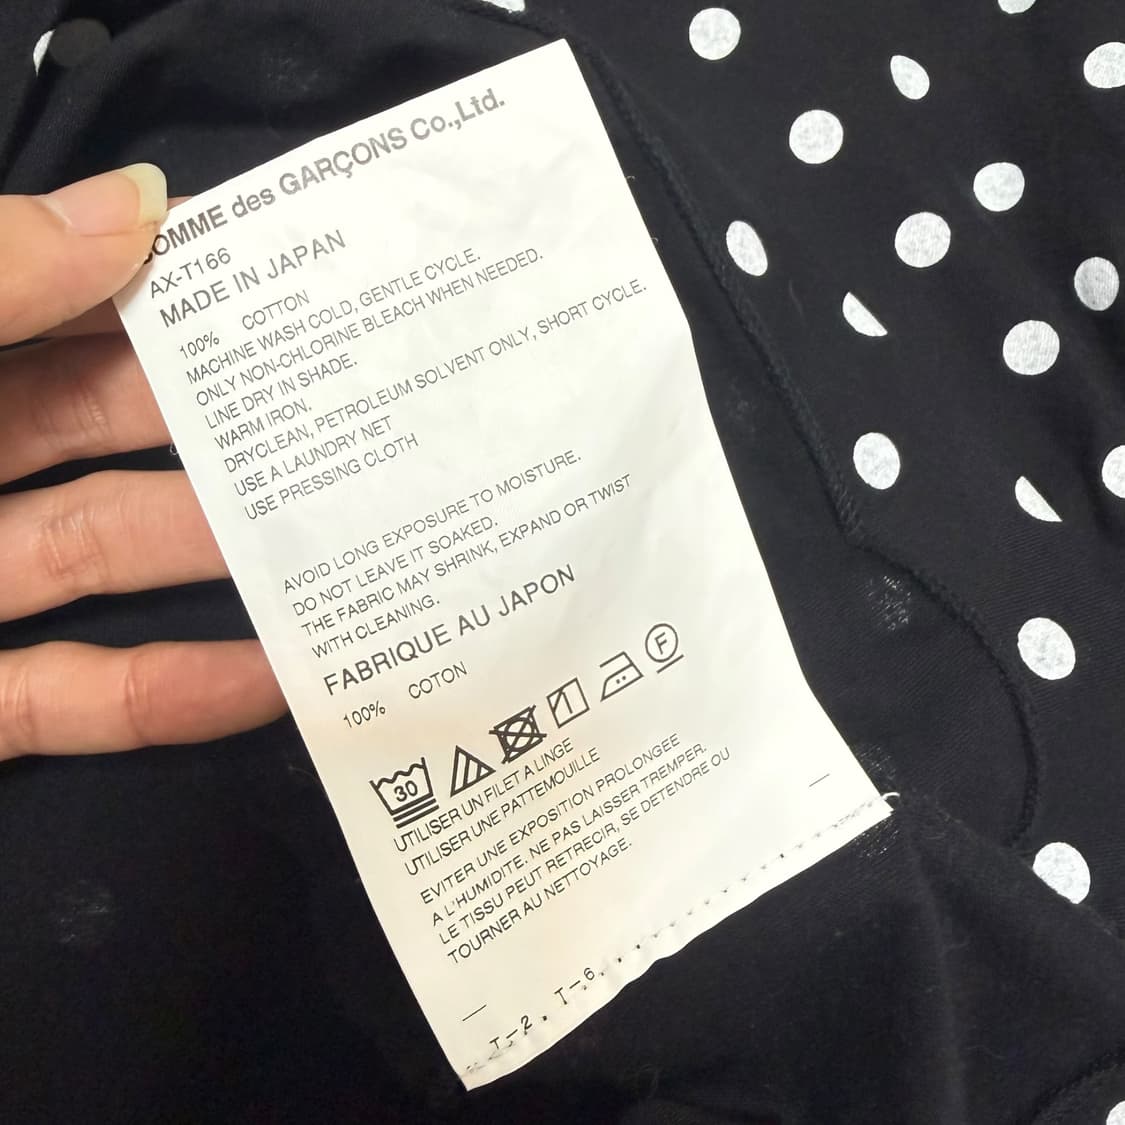 COMME des GARÇONS Co.,Ltd.
AX-T166
MADE IN JAPAN
100% COTTON
MACHINE WASH COLD, GENTLE CYCLE.
ONLY NON-CHLORINE BLEACH WHEN NEEDED.
LINE DRY IN SHADE.
WARM IRON.
DRYCLEAN, PETROLEUM SOLVENT ONLY, SHORT CYCLE.
USE A LAUNDRY NET
USE PRESSING CLOTH
AVOID LONG EXPOSURE TO MOISTURE.
DO NOT LEAVE IT SOAKED.
THE FABRIC MAY SHRINK, EXPAND OR TWIST
WITH CLEANING.
FABRIQUE AU JAPON
100% COTON
30 F
UTILISER UN FILET A LINGE
UTILISER UNE PATTEMOUILLE
EVITER UNE EXPOSITION PROLONGEE
A L'HUMIDITE. NE PAS LAISSER TREMPER.
LE TISSU PEUT RETRECIR, SE DETENDRE OU
TOURNER AU NETTOYAGE.
T-2. T-6.